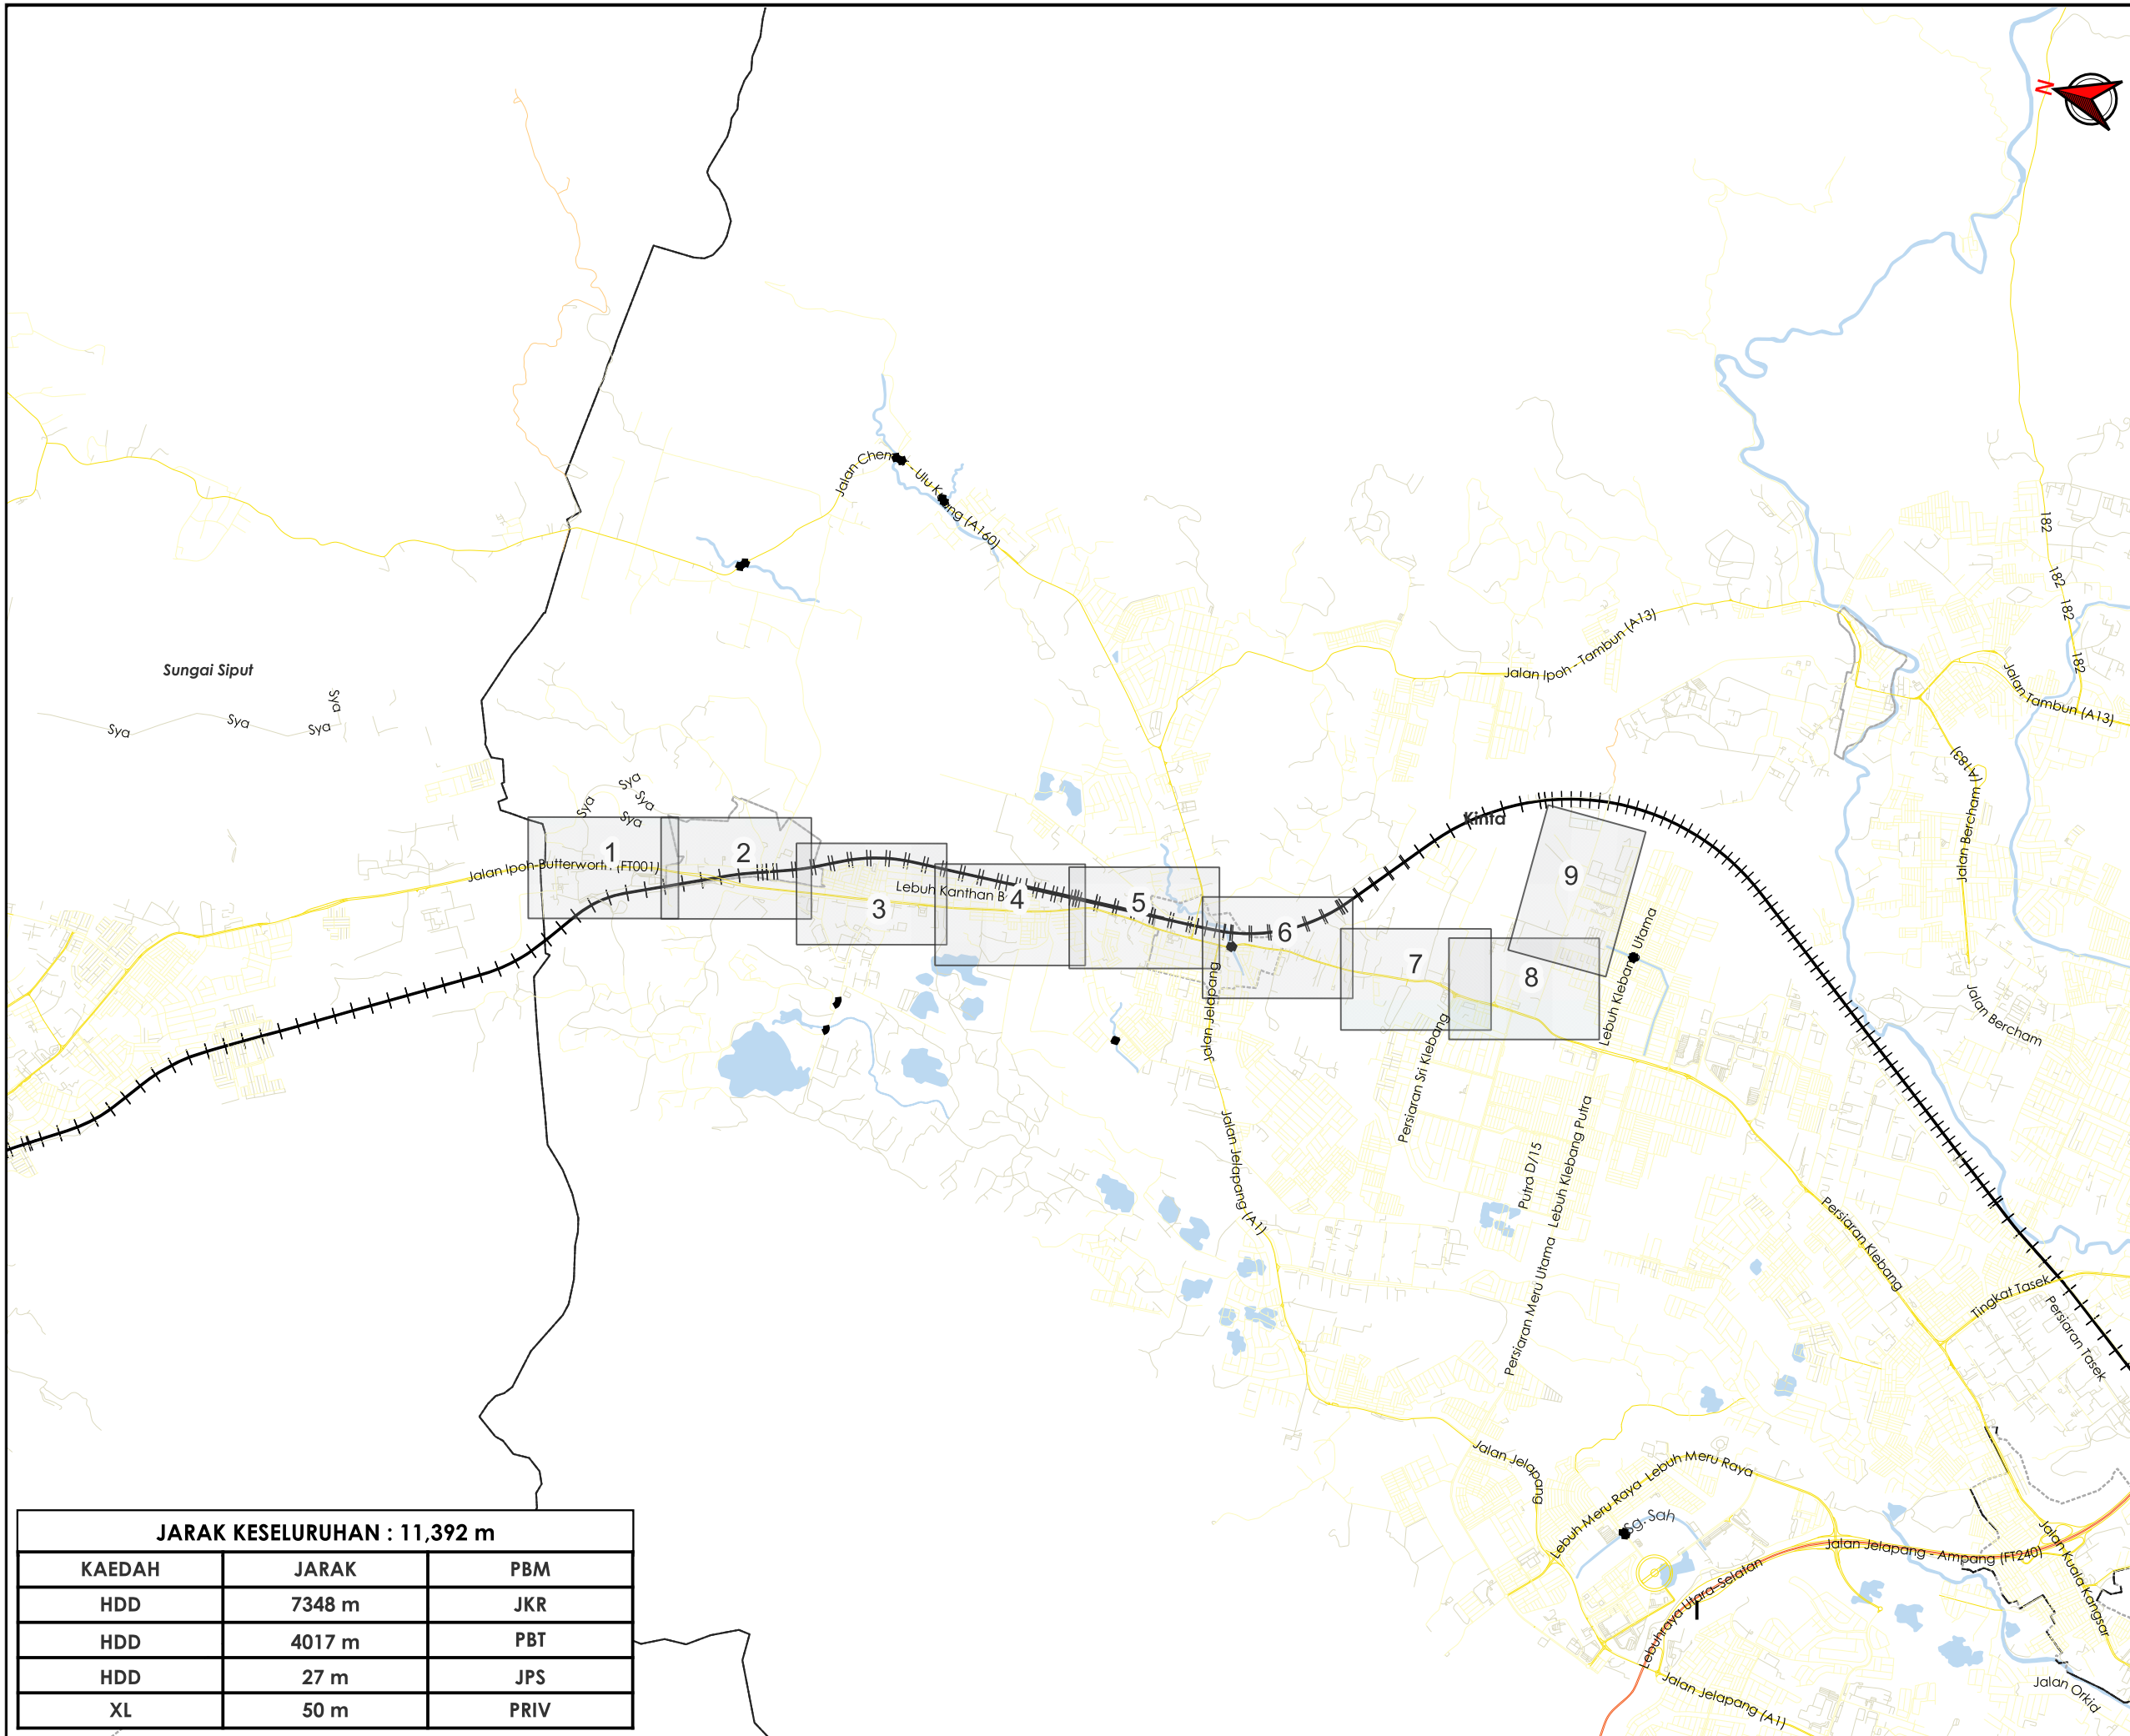 N
Jalan Ulu Kuang (A160)
182
182
182
182
Sungai Siput
Sya
Sya
Sya
Sya
Jalan Ipoh - Tambun (A13)
Jalan Tambun (A13)
Jalan Bercham (A183)
Sya
Sya
Sya
Sya
Kinta
1
2
3
4
5
6
7
8
9
Jalan Ipoh-Butterwort (FT001)
Lebuh Kanthan B
Lebuh Klebang Utama
Jalan Bercham
Jalan Jelapang
Persiaran Sri Klebang
Jalan Jelapang (A1)
Putra D/15
Lebuh Klebang Putra
Persiaran Meru Utama
Persiaran Klebang
Tingkat Tasek
Persiaran Tasek
Jalan Jelapang
Lebuh Meru Raya
Lebuh Meru Raya
Sg. Sah
Jalan Jelapang - Ampang (FT240)
Jalan Kuala Kangsar
Lebuhraya Utara-Selatan
Jalan Jelapang (A1)
Jalan Orkid
JARAK KESELURUHAN : 11,392 m
KAEDAH JARAK PBM
HDD 7348 m JKR
HDD 4017 m PBT
HDD 27 m JPS
XL 50 m PRIV